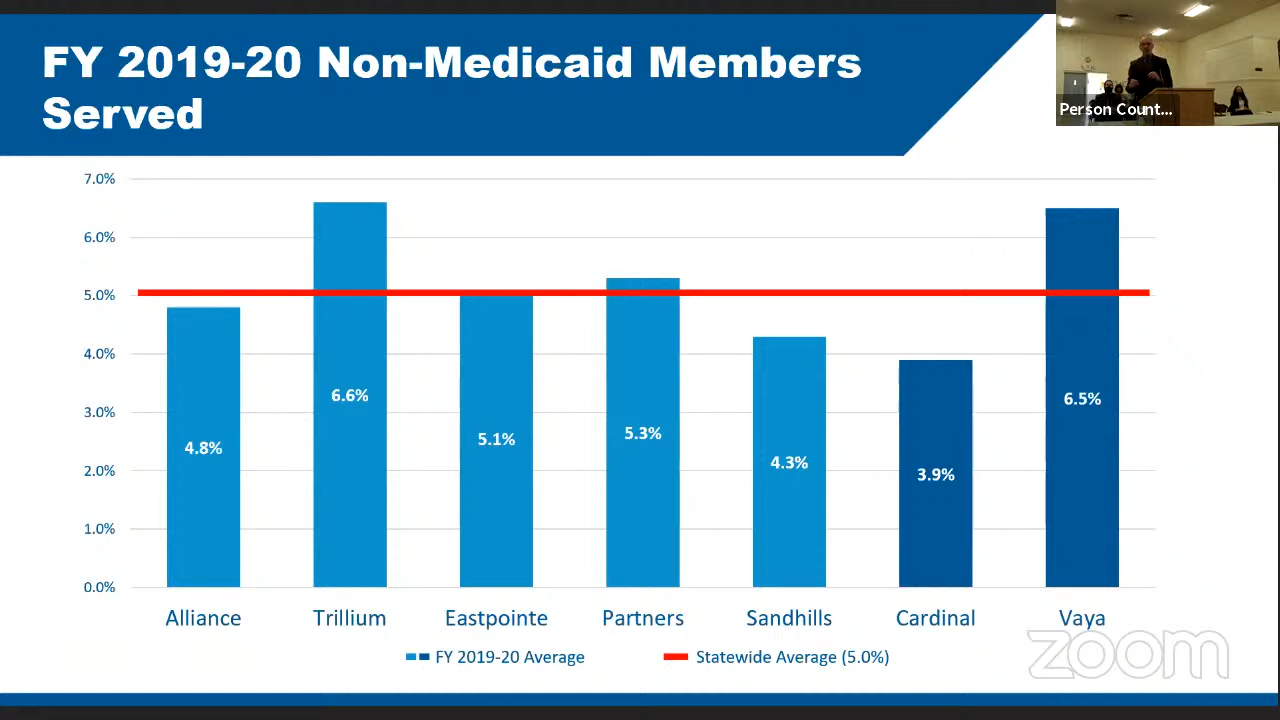 FY 2019-20 Non-Medicaid Members
Served
Person Count...
7.0%
6.0%
5.0%
4.0%
3.0%
2.0%
1.0%
0.0%
4.8%
6.6%
5.1%
5.3%
4.3%
3.9%
6.5%
Alliance
Trillium
Eastpointe
Partners
Sandhills
Cardinal
Vaya
FY 2019-20 Average
Statewide Average (5.0%)
zoom